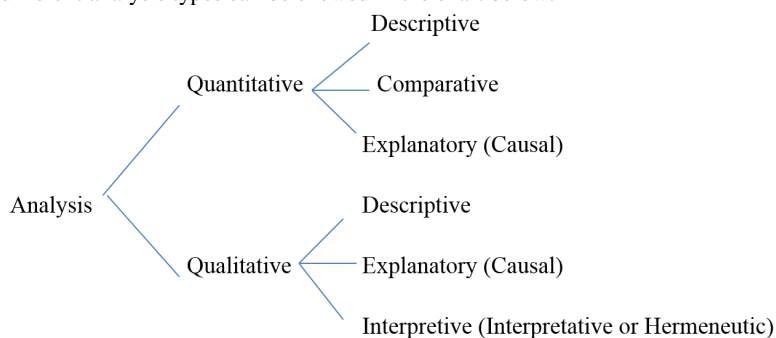 Descriptive
Quantitative
Comparative
Explanatory (Causal)
Analysis
Descriptive
Qualitative
Explanatory (Causal)
Interpretive (Interpretative or Hermeneutic)